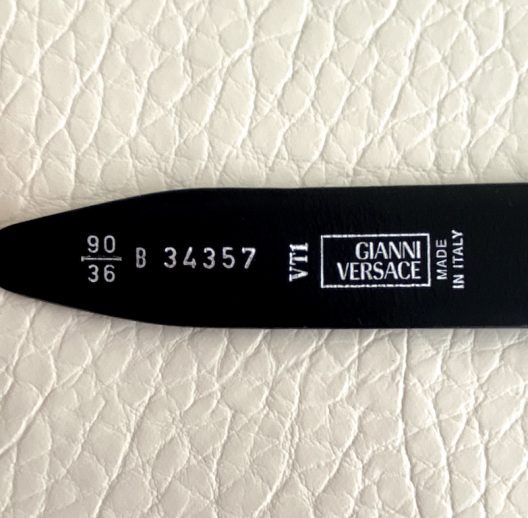 90
36
B 34357
VT1
GIANNI
VERSACE
MADE
IN ITALY